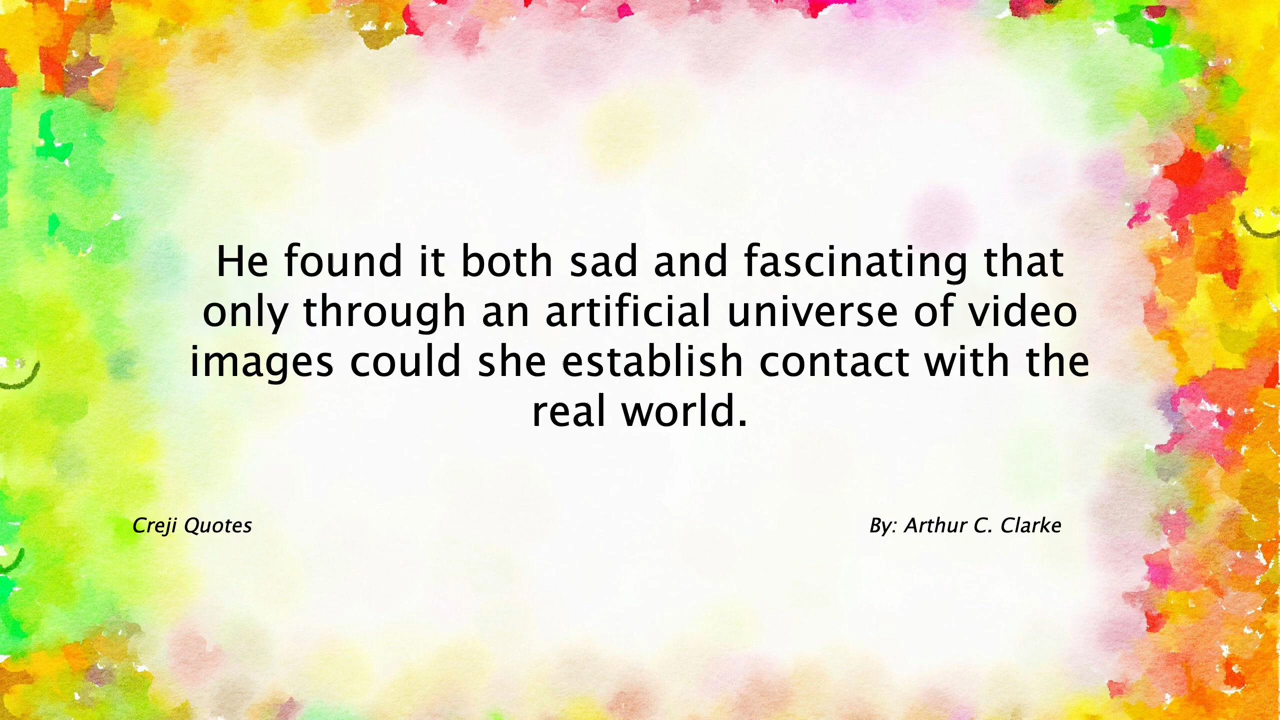 He found it both sad and fascinating that
only through an artificial universe of video
images could she establish contact with the
real world.
Creji Quotes
By: Arthur C. Clarke